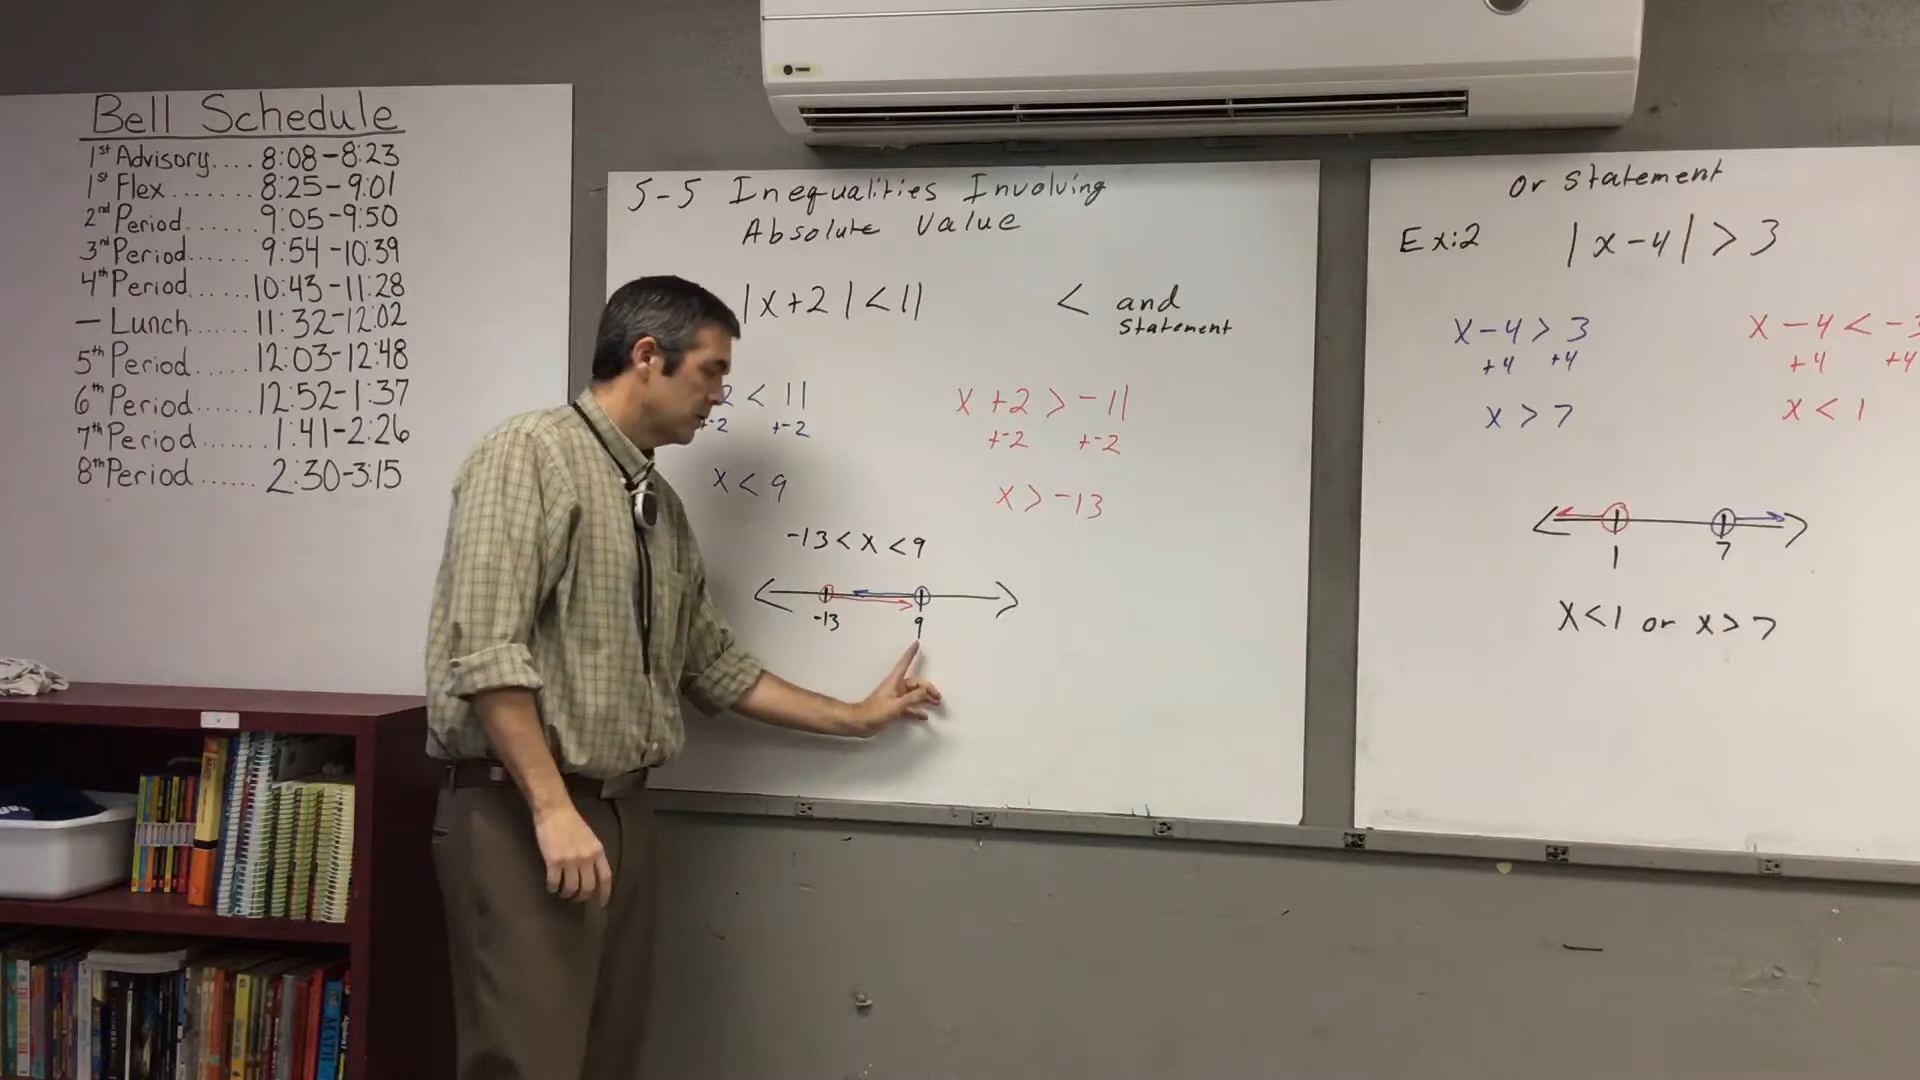 Bell Schedule
1st Advisory.... 8:08-8:23
1st Flex........ 8:25-9:01
2nd Period....... 9:05-9:50
3rd Period...... 9:54-10:39
4th Period...... 10:43-11:28
— Lunch....... 11:32-12:02
5th Period....... 12:03-12:48
6th Period...... 12:52-1:37
7th Period....... 1:41-2:26
8th Period...... 2:30-3:15
5-5 Inequalities Involving
Absolute Value
|x+2|<11
< and
Statement
2 < 11
+-2 +-2
x < 9
x +2 > -11
+-2 +-2
x > -13
-13 < x < 9
-13 9
Or Statement
Ex:2 |x-4| > 3
x-4 > 3
+4 +4
x > 7
x -4 < -3
+4 +4
x < 1
1 7
x<1 or x>7
MATH